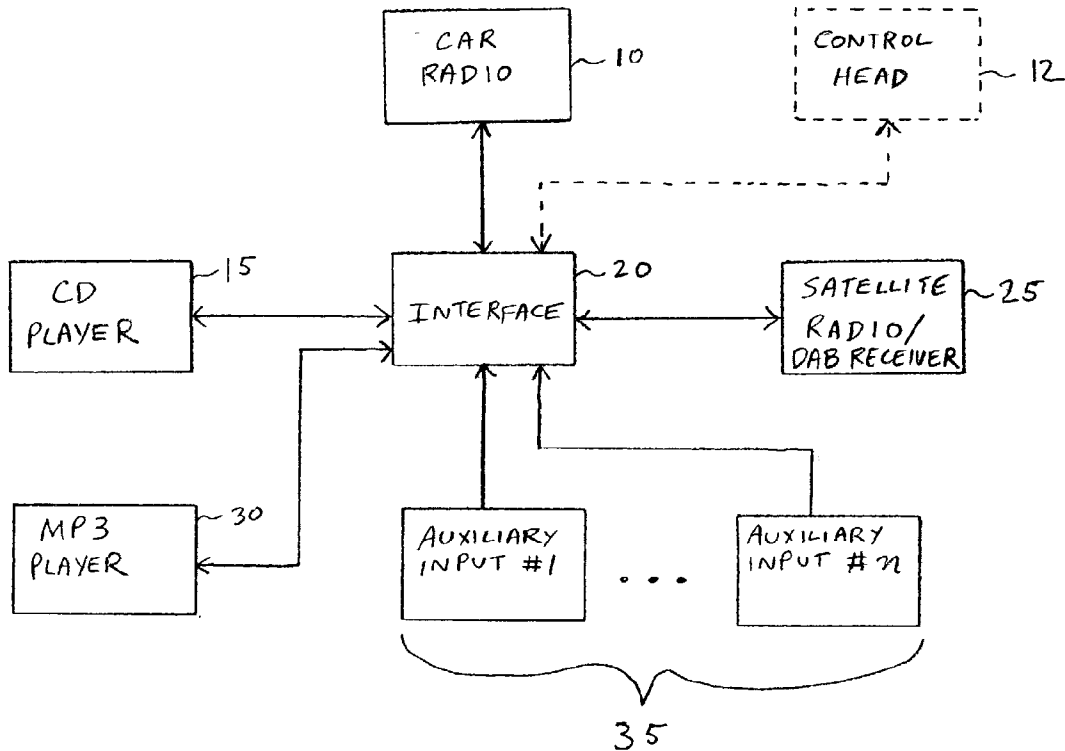 CAR
RADIO
10
CONTROL
HEAD
12
CD
PLAYER
15
INTERFACE
20
SATELLITE
RADIO/
DAB RECEIVER
25
MP3
PLAYER
30
AUXILIARY
INPUT #1
...
AUXILIARY
INPUT #n
35